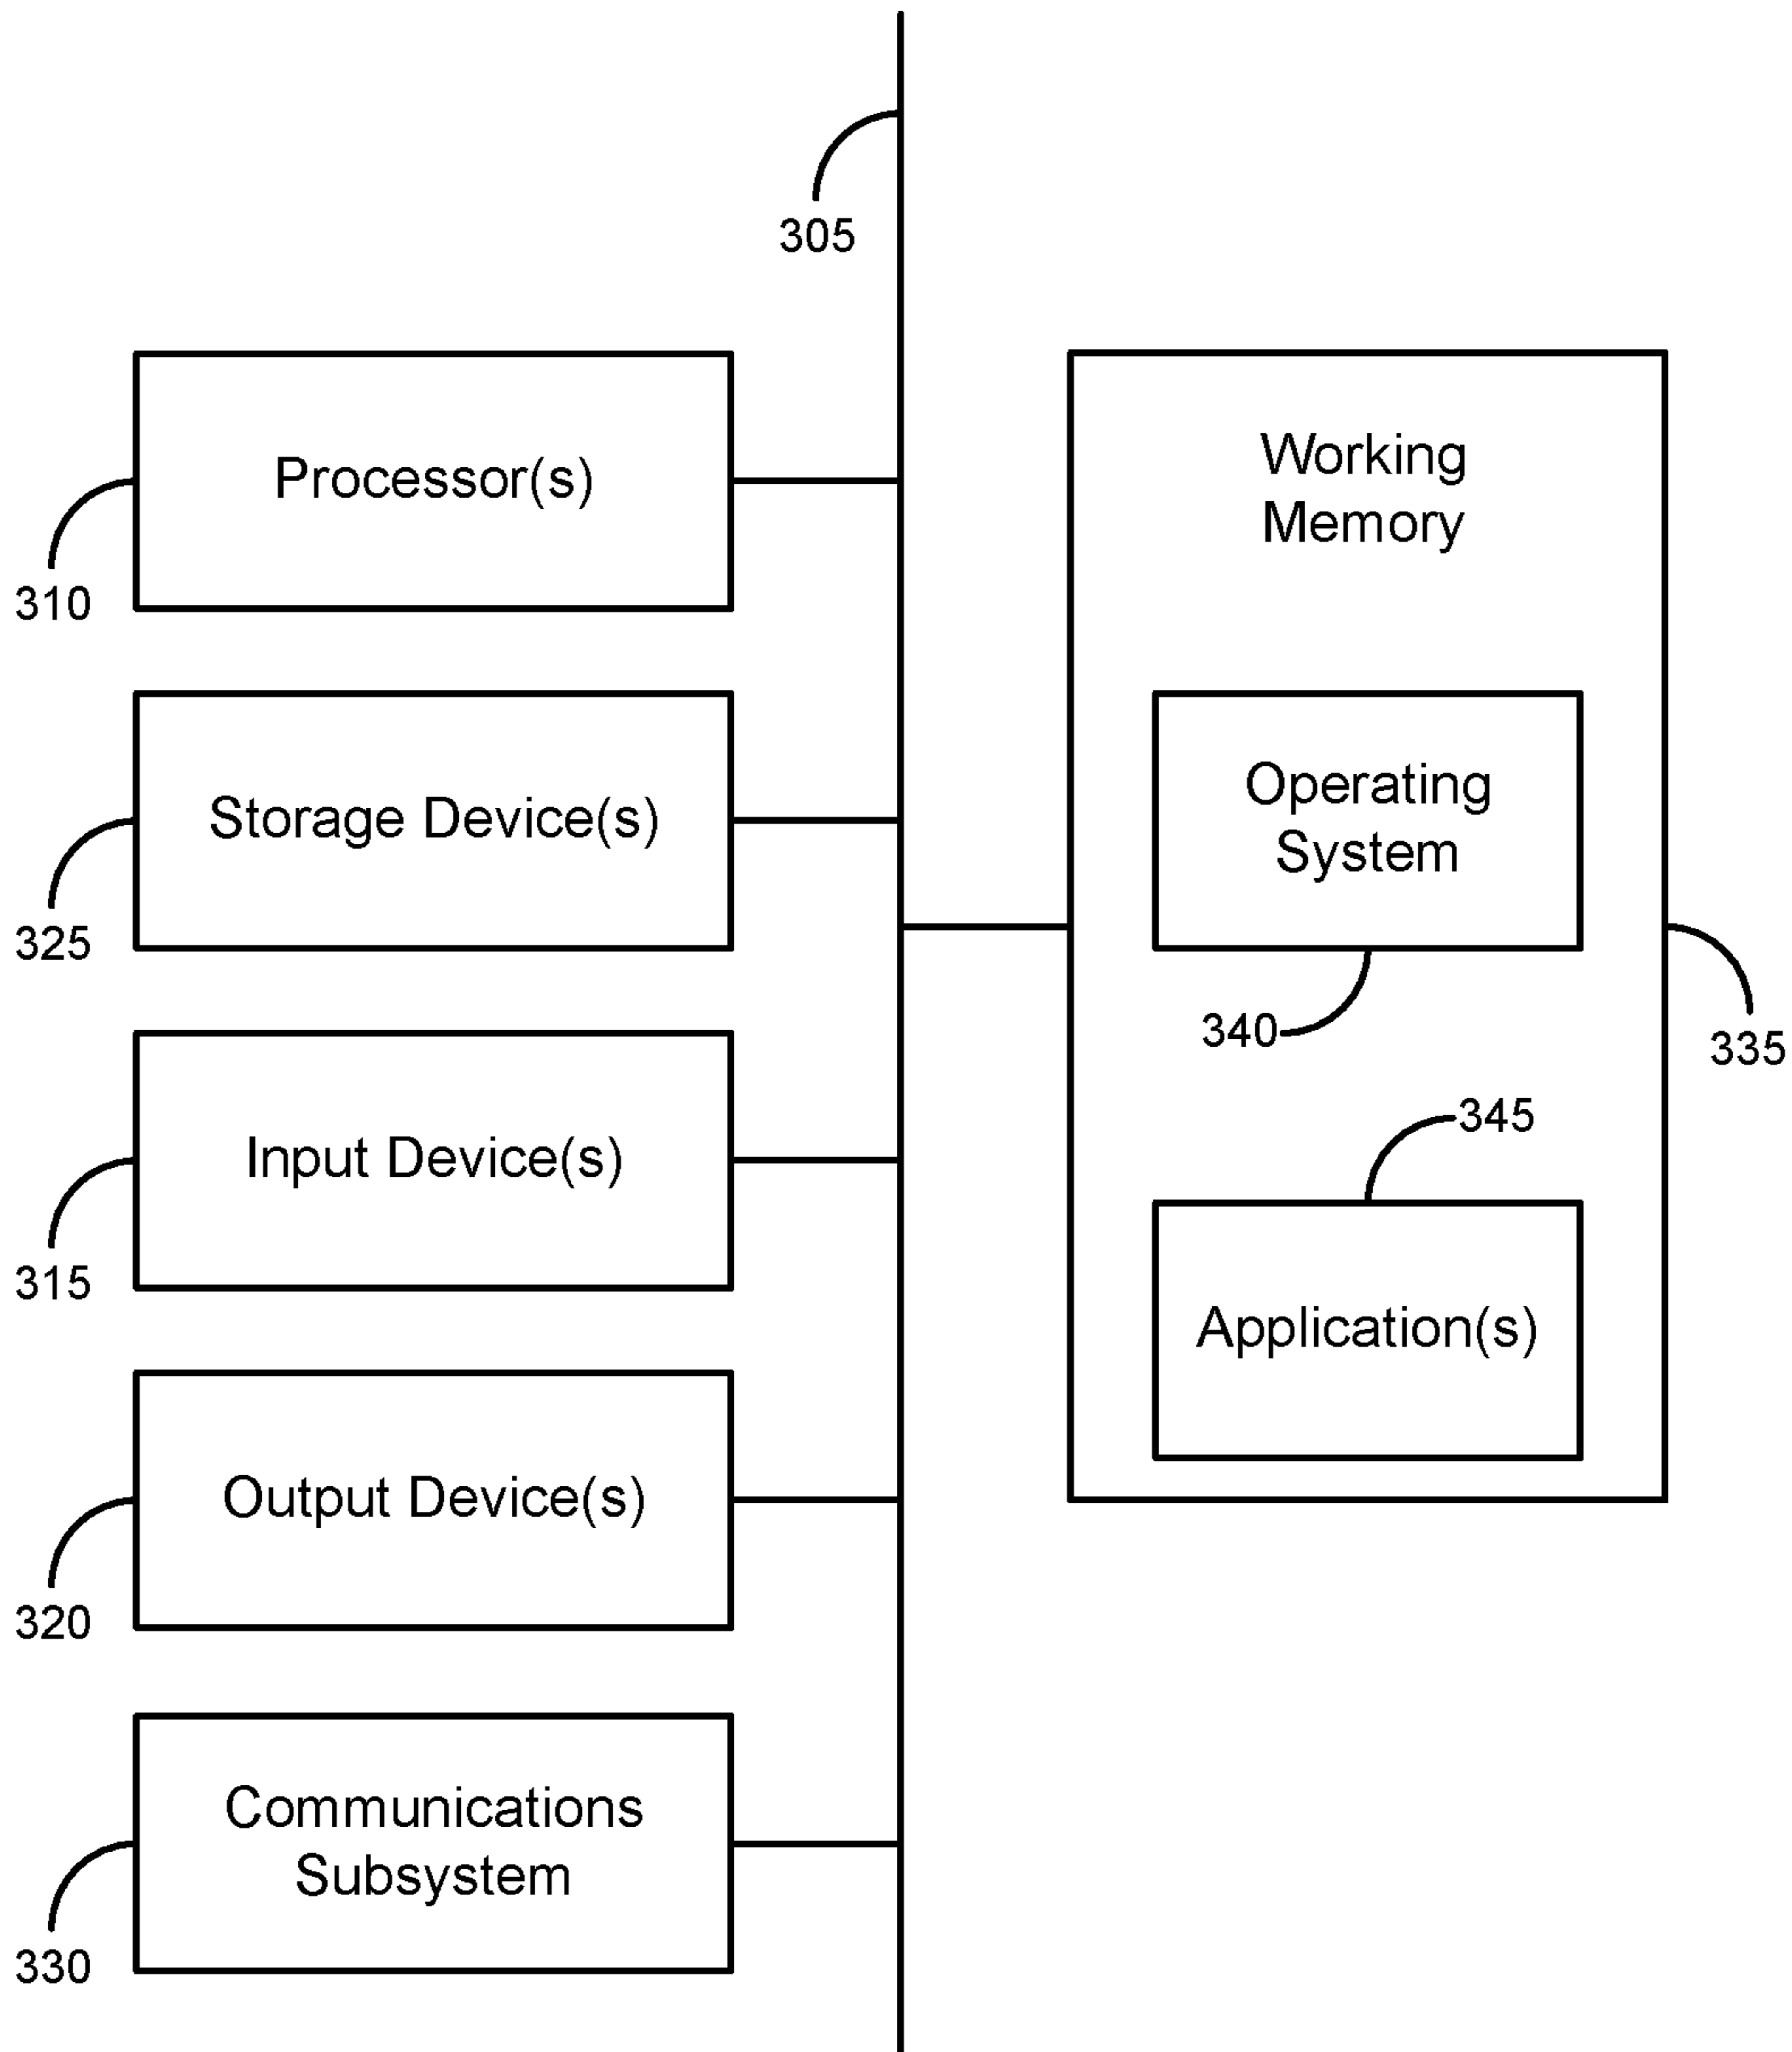 305
Processor(s)
310
Storage Device(s)
325
Input Device(s)
315
Output Device(s)
320
Communications
Subsystem
330
Working
Memory
Operating
System
340
335
345
Application(s)